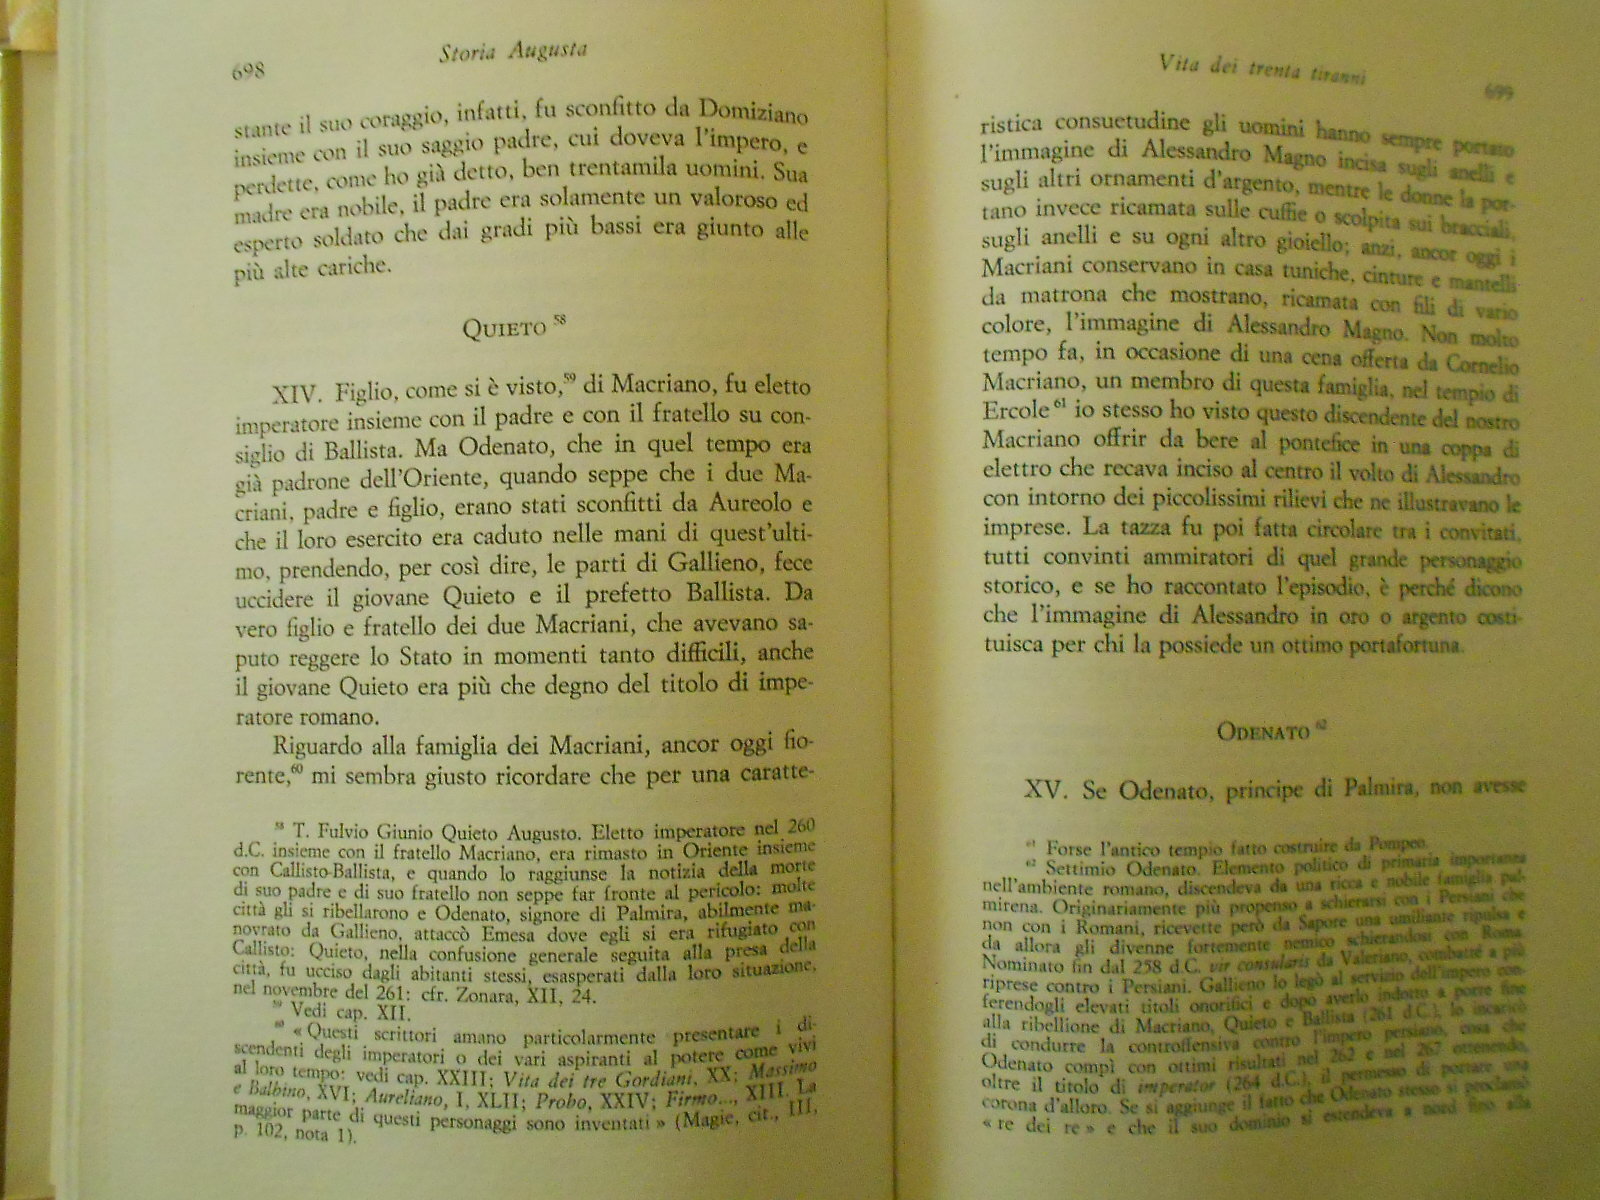 698
Storia Augusta
stante il suo coraggio, infatti, fu sconfitto da Domiziano
insieme con il suo saggio padre, cui doveva l'impero, e
perdette, come ho già detto, ben trentamila uomini. Sua
madre era nobile, il padre era solamente un valoroso ed
esperto soldato che dai gradi più bassi era giunto alle
più alte cariche.
QUIETO 58
XIV. Figlio, come si è visto,59 di Macriano, fu eletto
imperatore insieme con il padre e con il fratello su con-
siglio di Ballista. Ma Odenato, che in quel tempo era
già padrone dell'Oriente, quando seppe che i due Ma-
criani, padre e figlio, erano stati sconfitti da Aureolo e
che il loro esercito era caduto nelle mani di quest'ulti-
mo, prendendo, per così dire, le parti di Gallieno, fece
uccidere il giovane Quieto e il prefetto Ballista. Da
vero figlio e fratello dei due Macriani, che avevano sa-
puto reggere lo Stato in momenti tanto difficili, anche
il giovane Quieto era più che degno del titolo di impe-
ratore romano.
Riguardo alla famiglia dei Macriani, ancor oggi fio-
rente,60 mi sembra giusto ricordare che per una caratte-
58 T. Fulvio Giunio Quieto Augusto. Eletto imperatore nel 260
d.C. insieme con il fratello Macriano, era rimasto in Oriente insieme
con Callisto-Ballista, e quando lo raggiunse la notizia della morte
di suo padre e di suo fratello non seppe far fronte al pericolo: molte
città gli si ribellarono e Odenato, signore di Palmira, abilmente ma-
novrato da Gallieno, attaccò Emesa dove egli si era rifugiato con
Callisto: Quieto, nella confusione generale seguita alla presa della
città, fu ucciso dagli abitanti stessi, esasperati dalla loro situazione,
nel novembre del 261: cfr. Zonara, XII, 24.
59 Vedi cap. XII.
60 « Questi scrittori amano particolarmente presentare i di-
scendenti degli imperatori o dei vari aspiranti al potere come vivi
al loro tempo: vedi cap. XXIII; Vita dei tre Gordiani, XX; Massimo
e Balbino, XVI; Aureliano, I, XLII; Probo, XXIV; Firmo..., XIII. La
maggior parte di questi personaggi sono inventati » (Magie, cit., III,
p. 102, nota 1).
Vita dei trenta tiranni
699
ristica consuetudine gli uomini hanno sempre portato
l'immagine di Alessandro Magno incisa sugli anelli e
sugli altri ornamenti d'argento, mentre le donne la por-
tano invece ricamata sulle cuffie o scolpita sui bracciali,
sugli anelli e su ogni altro gioiello; anzi, ancor oggi i
Macriani conservano in casa tuniche, cinture e mantelli
da matrona che mostrano, ricamata con fili di vario
colore, l'immagine di Alessandro Magno. Non molto
tempo fa, in occasione di una cena offerta da Cornelio
Macriano, un membro di questa famiglia, nel tempio di
Ercole 61 io stesso ho visto questo discendente del nostro
Macriano offrir da bere al pontefice in una coppa di
elettro che recava inciso al centro il volto di Alessandro
con intorno dei piccolissimi rilievi che ne illustravano le
imprese. La tazza fu poi fatta circolare tra i convitati,
tutti convinti ammiratori di quel grande personaggio
storico, e se ho raccontato l'episodio, è perché dicono
che l'immagine di Alessandro in oro o argento costi-
tuisca per chi la possiede un ottimo portafortuna.
ODENATO 62
XV. Se Odenato, principe di Palmira, non avesse
61 Forse l'antico tempio fatto costruire da Pompeo.
62 Settimio Odenato. Elemento politico di primaria importanza
nell'ambiente romano, discendeva da una ricca e nobile famiglia pal-
mirena. Originariamente più propenso a schierarsi con i Persiani che
non con i Romani, ricevette però da Sapore una umiliante ripulsa e
da allora gli divenne fortemente nemico schierandosi con Roma.
Nominato fin dal 258 d.C. vir consularis da Valeriano, combatté a più
riprese contro i Persiani. Gallieno lo legò al servizio dell'impero con-
ferendogli elevati titoli onorifici e dopo averlo indotto a porre fine
alla ribellione di Macriano, Quieto e Ballista (261 d.C.), lo incaricò
di condurre la controffensiva contro l'impero persiano, cosa che
Odenato compì con ottimi risultati nel 262 e nel 267 ottenendo,
oltre il titolo di imperator (264 d.C.), il permesso di portare una
corona d'alloro. Se si aggiunge il fatto che Odenato stesso si proclamò
« re dei re » e che il suo dominio si estendeva a nord fino alla